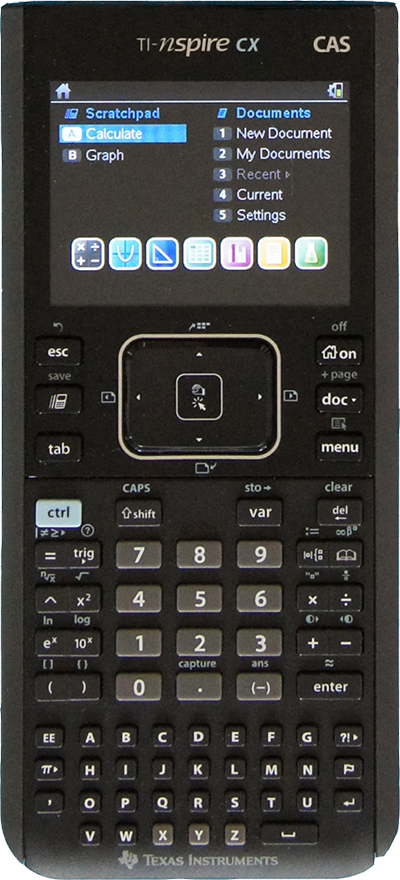 TI-nspire CX CAS
Scratchpad Documents
A Calculate 1 New Document
B Graph 2 My Documents
3 Recent ▹
4 Current
5 Settings
off
esc on
save + page
doc ▾
tab menu
CAPS sto→ clear
ctrl ⇧shift var del
←
|≠≥▸ ? := ∞β°
= trig 7 8 9 |▫|{
ⁿ√x √ "▫"
^ x² 4 5 6 × ÷
ln log
eˣ 10ˣ 1 2 3 + −
[ ] { } capture ans ≈
( ) 0 . (−) enter
EE A B C D E F G ?!▸
π▸ H I J K L M N
, O P Q R S T U ↵
V W X Y Z
TEXAS INSTRUMENTS